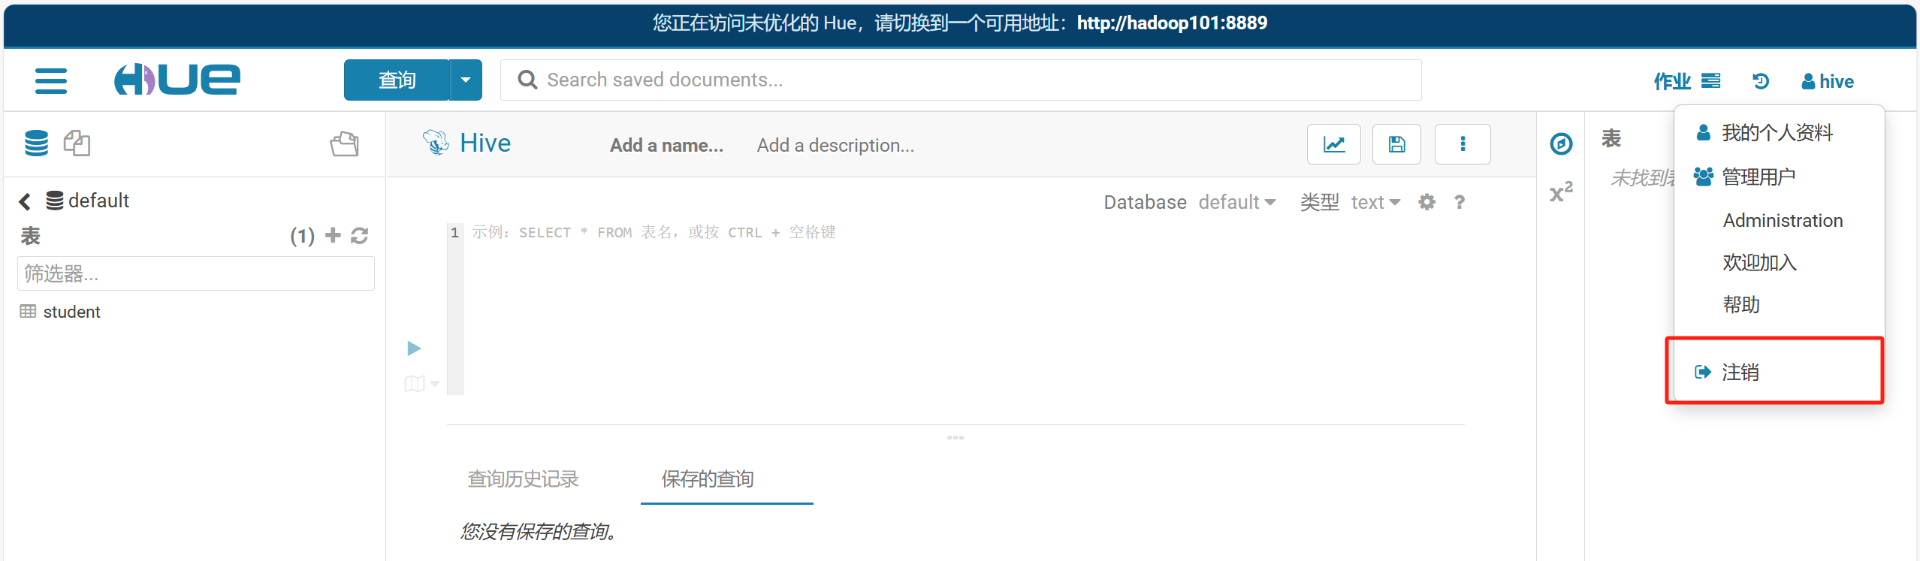 您正在访问未优化的 Hue，请切换到一个可用地址：http://hadoop101:8889
HUE
查询
Search saved documents...
作业
hive
Hive
Add a name...
Add a description...
表
我的个人资料
未找到
管理用户
default
Database default
类型 text
?
x²
Administration
表
(1)
1 示例: SELECT * FROM 表名, 或按 CTRL + 空格键
筛选器...
欢迎加入
student
帮助
注销
查询历史记录
保存的查询
您没有保存的查询。